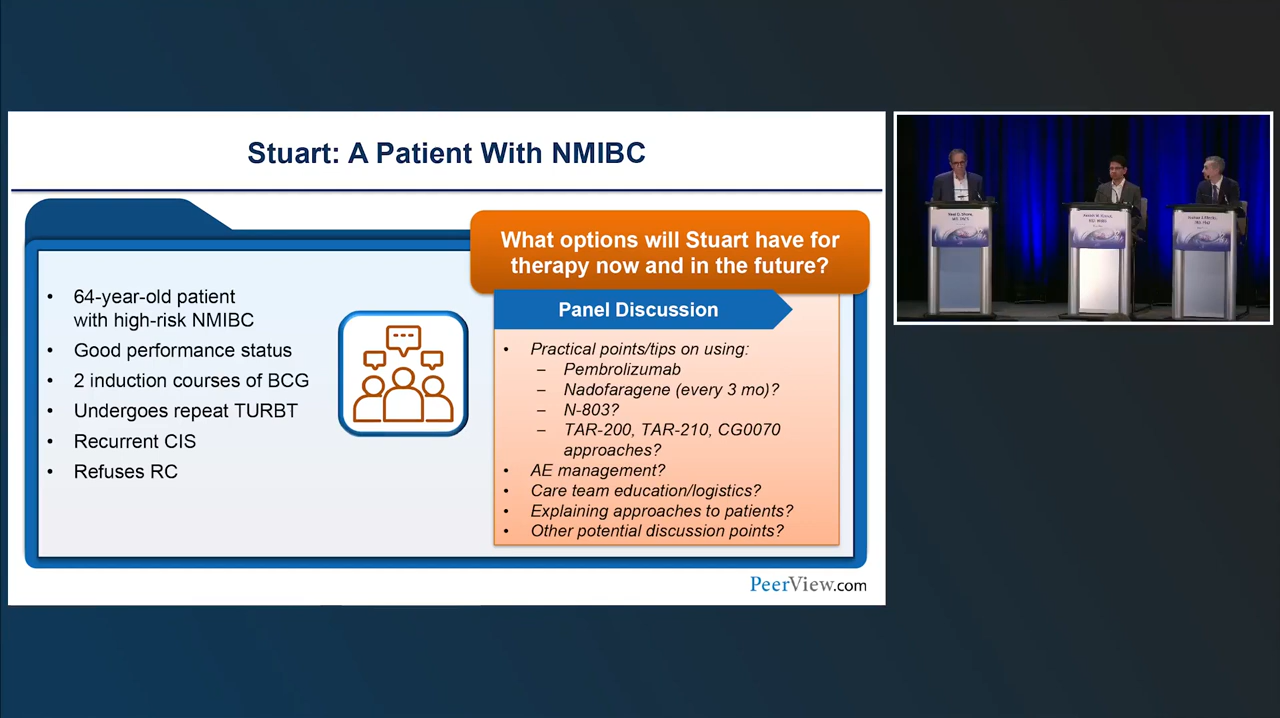 Stuart: A Patient With NMIBC
What options will Stuart have for
therapy now and in the future?
• 64-year-old patient
with high-risk NMIBC
• Good performance status
• 2 induction courses of BCG
• Undergoes repeat TURBT
• Recurrent CIS
• Refuses RC
Panel Discussion
• Practical points/tips on using:
– Pembrolizumab
– Nadofaragene (every 3 mo)?
– N-803?
– TAR-200, TAR-210, CG0070
approaches?
• AE management?
• Care team education/logistics?
• Explaining approaches to patients?
• Other potential discussion points?
PeerView.com